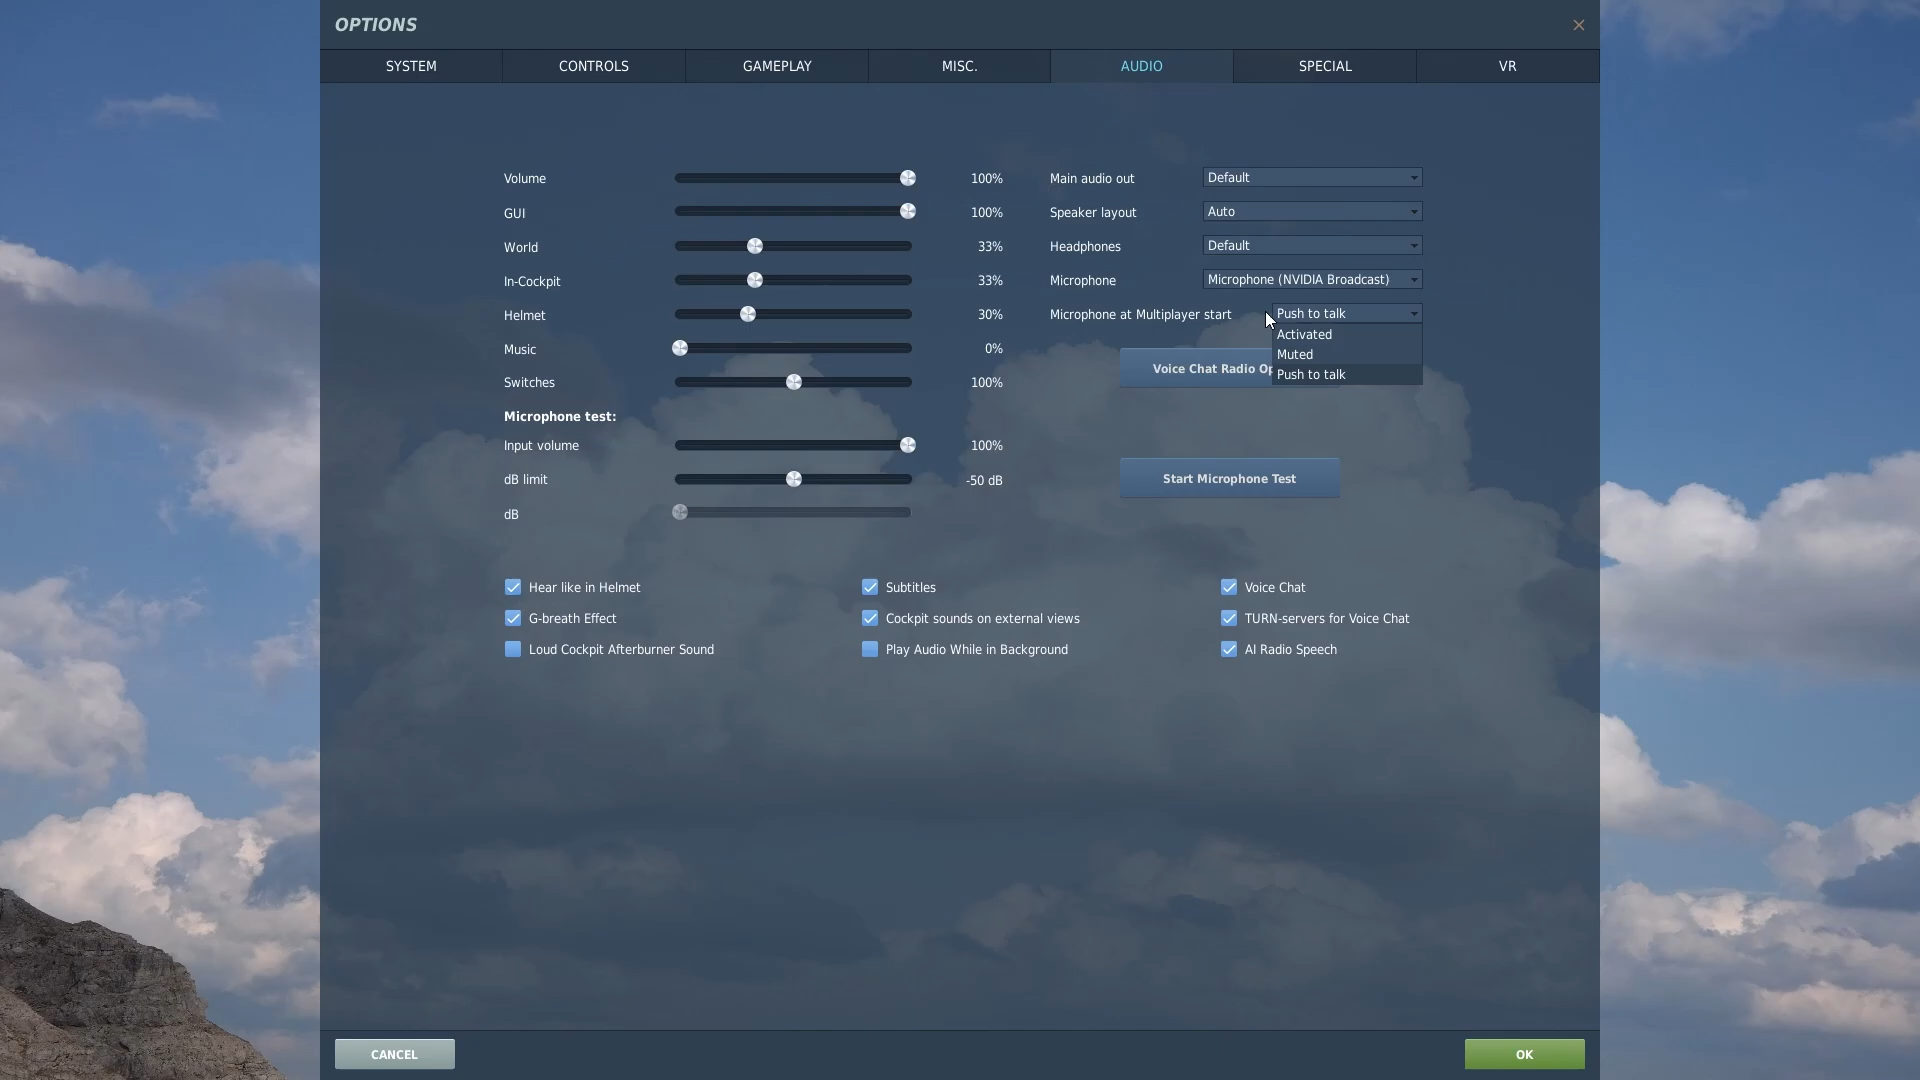 OPTIONS
SYSTEM
CONTROLS
GAMEPLAY
MISC.
AUDIO
SPECIAL
VR
Volume 100%
GUI 100%
World 33%
In-Cockpit 33%
Helmet 30%
Music 0%
Switches 100%
Microphone test:
Input volume 100%
dB limit -50 dB
dB
Main audio out Default
Speaker layout Auto
Headphones Default
Microphone Microphone (NVIDIA Broadcast)
Microphone at Multiplayer start Push to talk
Activated
Muted
Push to talk
Voice Chat Radio Op
Start Microphone Test
Hear like in Helmet
G-breath Effect
Loud Cockpit Afterburner Sound
Subtitles
Cockpit sounds on external views
Play Audio While in Background
Voice Chat
TURN-servers for Voice Chat
AI Radio Speech
CANCEL
OK